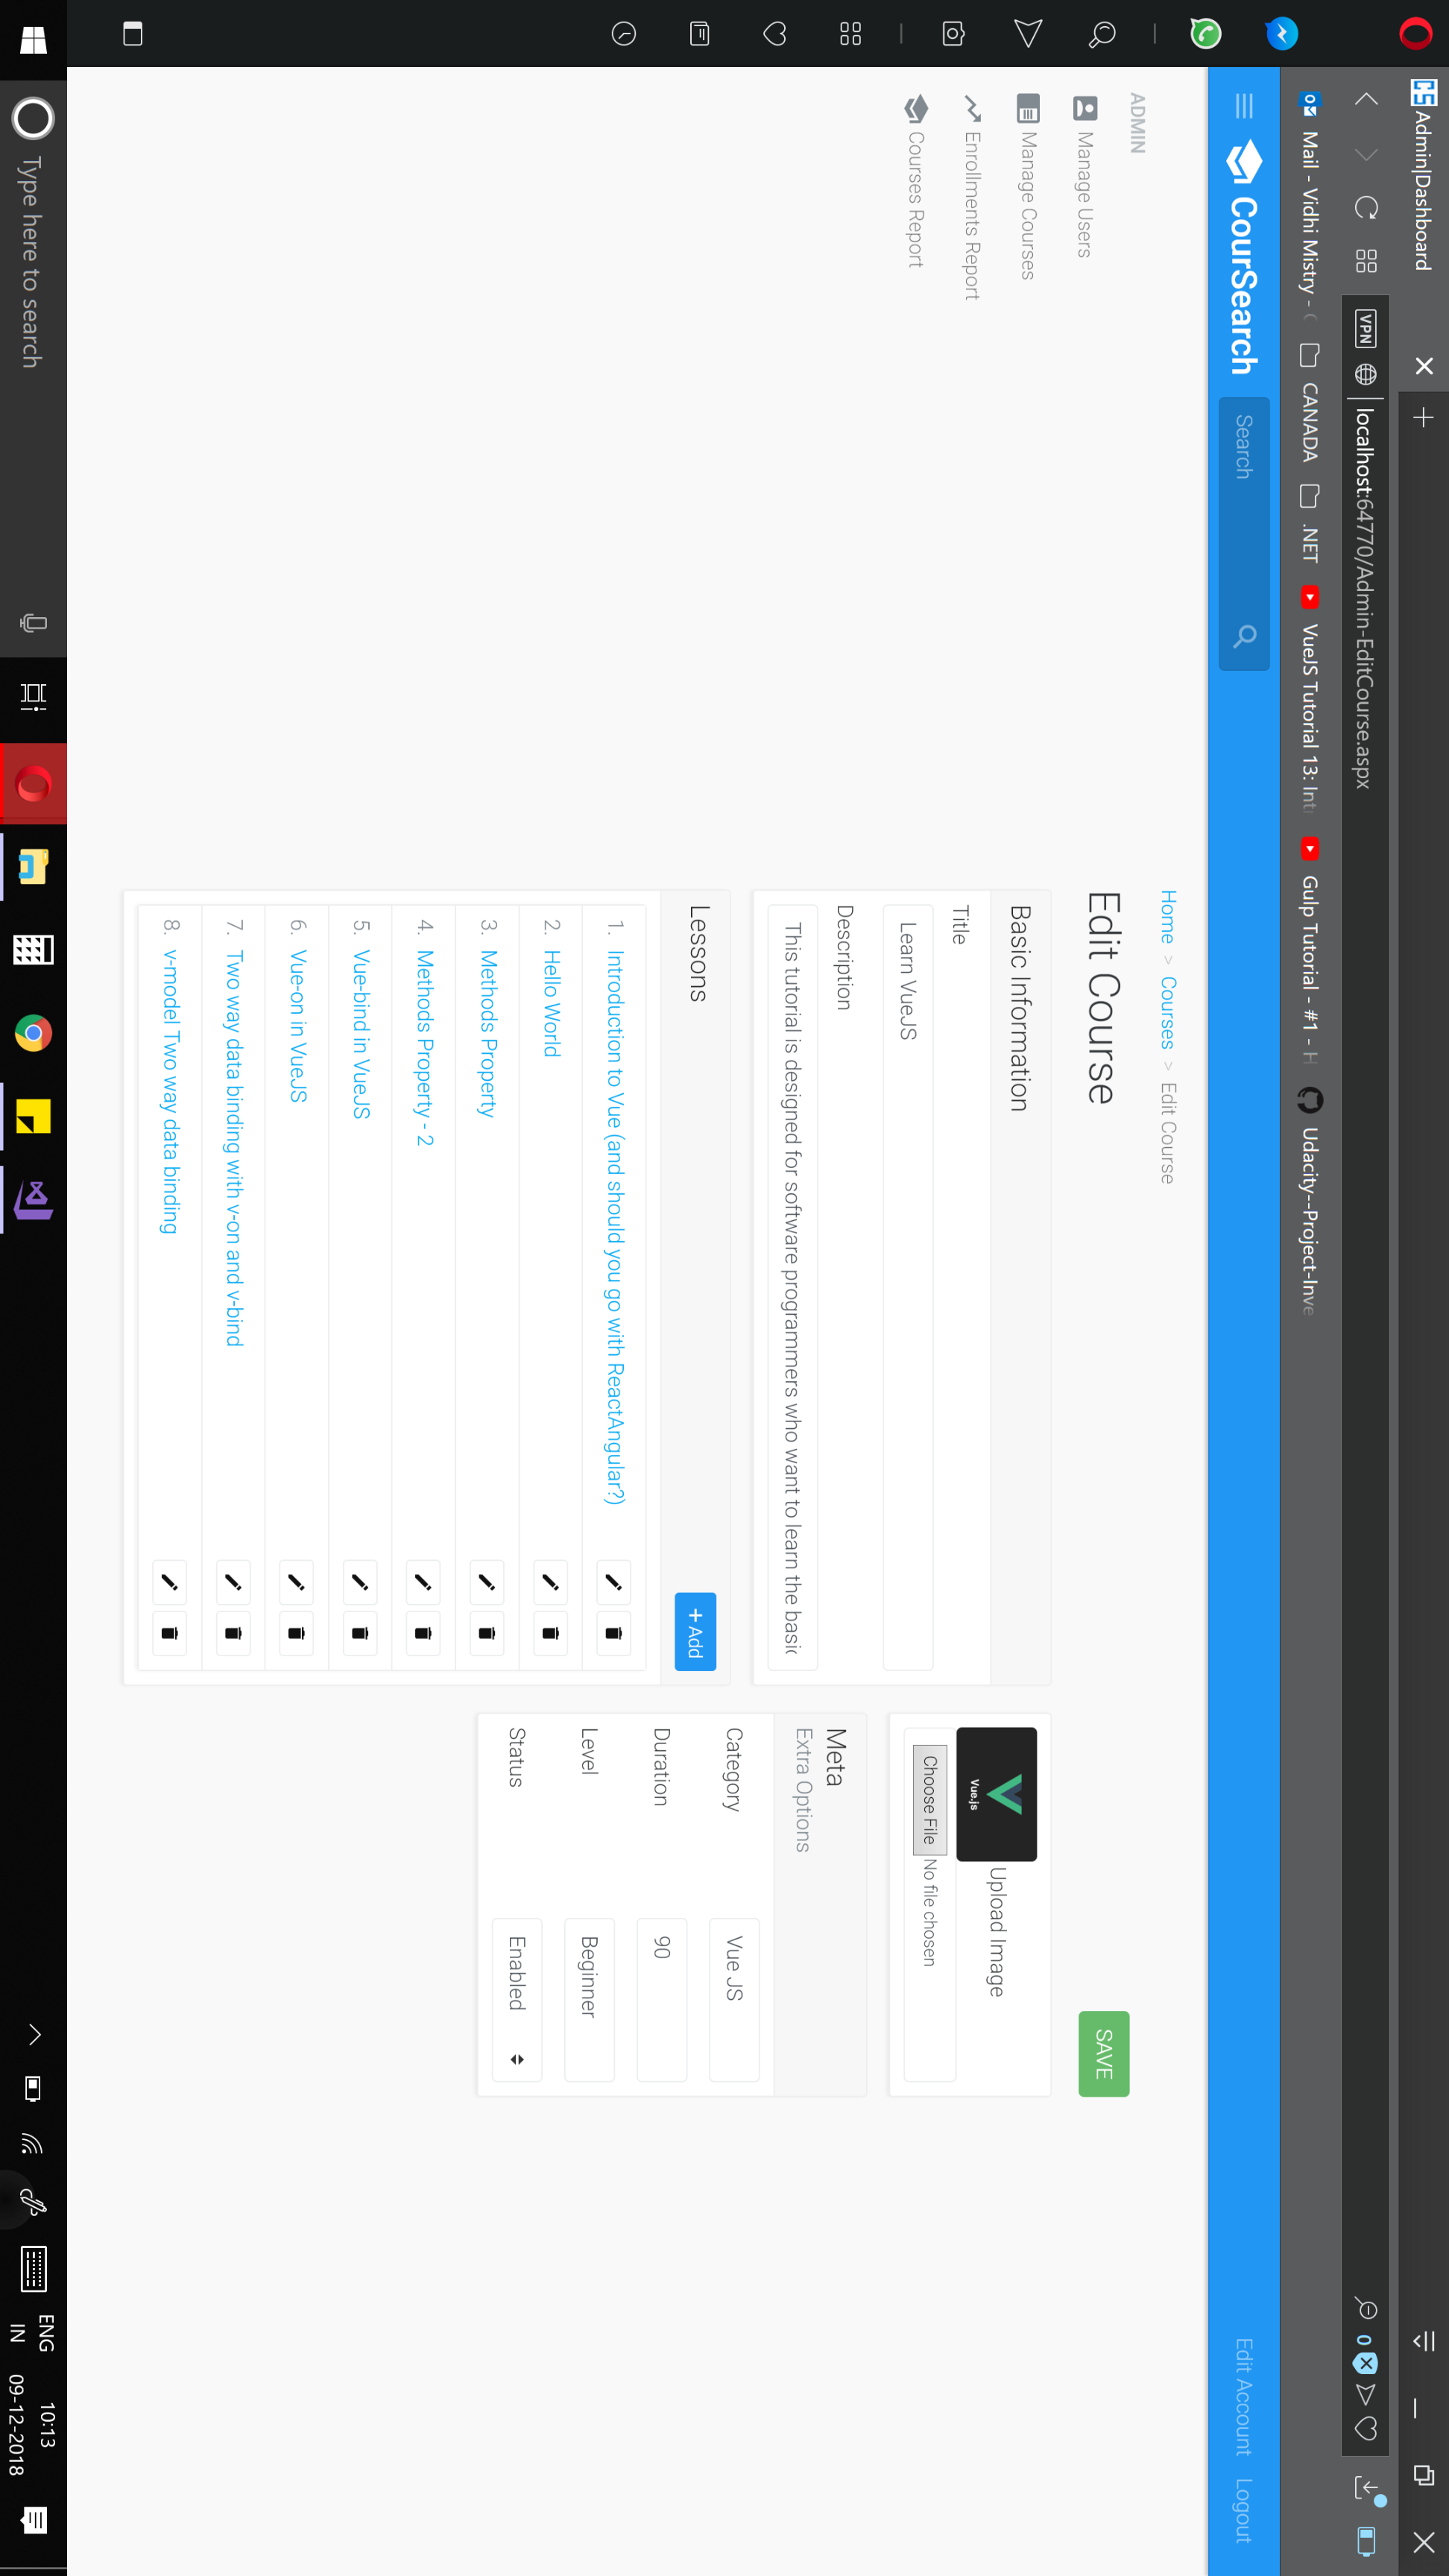 Admin|Dashboard
VPN
localhost:64770/Admin-EditCourse.aspx
0
Mail - Vidhi Mistry -
CANADA
.NET
VueJS Tutorial 13: Int
Gulp Tutorial - #1 - H
Udacity--Project-Inve
CourSearch
Search
Edit Account
Logout
ADMIN
Manage Users
Manage Courses
Enrollments Report
Courses Report
Home > Courses > Edit Course
Edit Course
SAVE
Basic Information
Title
Learn VueJS
Description
This tutorial is designed for software programmers who want to learn the basic
Lessons
+ Add
1. Introduction to Vue (and should you go with ReactAngular?)
2. Hello World
3. Methods Property
4. Methods Property - 2
5. Vue-bind in VueJS
6. Vue-on in VueJS
7. Two way data binding with v-on and v-bind
8. v-model Two way data binding
Vue.js
Upload Image
Choose File No file chosen
Meta
Extra Options
Category
Vue JS
Duration
90
Level
Beginner
Status
Enabled
Type here to search
ENG
IN
10:13
09-12-2018